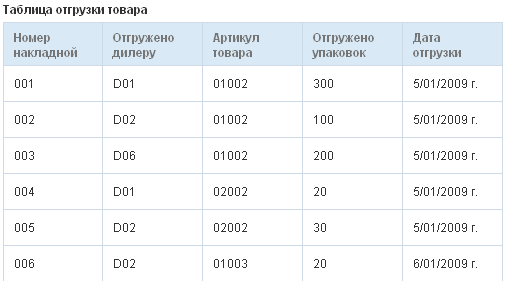 Таблица отгрузки товара
Номер накладной Отгружено дилеру Артикул товара Отгружено упаковок Дата отгрузки
001 D01 01002 300 5/01/2009 г.
002 D02 01002 100 5/01/2009 г.
003 D06 01002 200 5/01/2009 г.
004 D01 02002 20 5/01/2009 г.
005 D02 02002 30 5/01/2009 г.
006 D02 01003 20 6/01/2009 г.